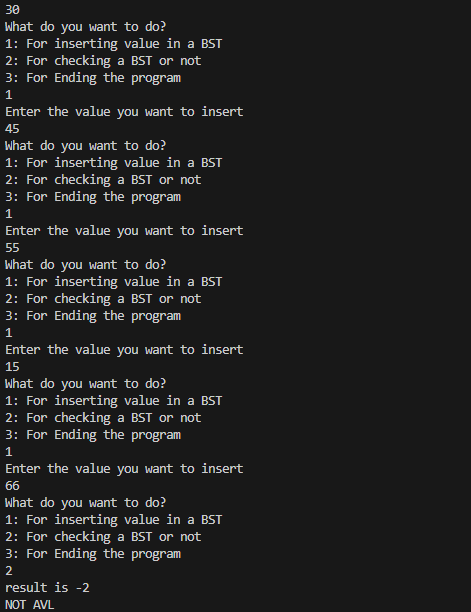 30
What do you want to do?
1: For inserting value in a BST
2: For checking a BST or not
3: For Ending the program
1
Enter the value you want to insert
45
What do you want to do?
1: For inserting value in a BST
2: For checking a BST or not
3: For Ending the program
1
Enter the value you want to insert
55
What do you want to do?
1: For inserting value in a BST
2: For checking a BST or not
3: For Ending the program
1
Enter the value you want to insert
15
What do you want to do?
1: For inserting value in a BST
2: For checking a BST or not
3: For Ending the program
1
Enter the value you want to insert
66
What do you want to do?
1: For inserting value in a BST
2: For checking a BST or not
3: For Ending the program
2
result is -2
NOT AVL